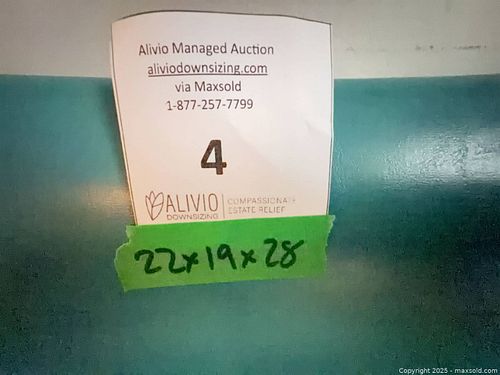 Alivio Managed Auction
aliviodownsizing.com
via Maxsold
1-877-257-7799
4
ALIVIO
DOWNSIZING
COMPASSIONATE
ESTATE RELIEF
22x19x28
Copyright 2025 - maxsold.com